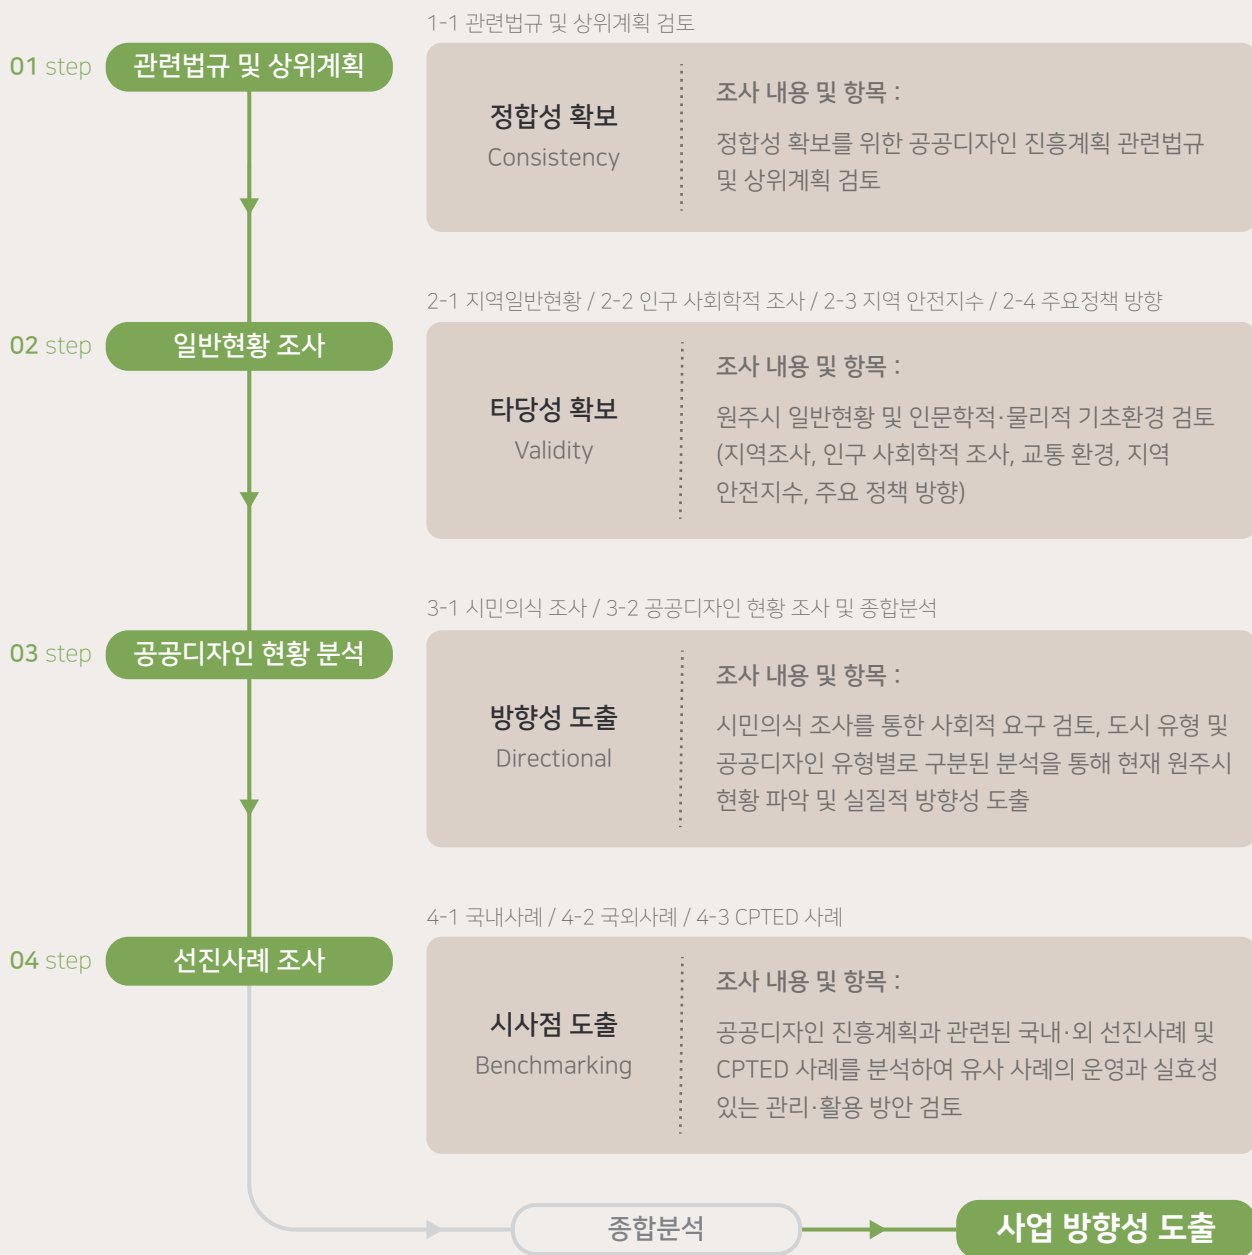 1-1 관련법규 및 상위계획 검토
01 step
관련법규 및 상위계획
정합성 확보
Consistency
조사 내용 및 항목 :
정합성 확보를 위한 공공디자인 진흥계획 관련법규
및 상위계획 검토
2-1 지역일반현황 / 2-2 인구 사회학적 조사 / 2-3 지역 안전지수 / 2-4 주요정책 방향
02 step
일반현황 조사
타당성 확보
Validity
조사 내용 및 항목 :
원주시 일반현황 및 인문학적·물리적 기초환경 검토
(지역조사, 인구 사회학적 조사, 교통 환경, 지역
안전지수, 주요 정책 방향)
3-1 시민의식 조사 / 3-2 공공디자인 현황 조사 및 종합분석
03 step
공공디자인 현황 분석
방향성 도출
Directional
조사 내용 및 항목 :
시민의식 조사를 통한 사회적 요구 검토, 도시 유형 및
공공디자인 유형별로 구분된 분석을 통해 현재 원주시
현황 파악 및 실질적 방향성 도출
4-1 국내사례 / 4-2 국외사례 / 4-3 CPTED 사례
04 step
선진사례 조사
시사점 도출
Benchmarking
조사 내용 및 항목 :
공공디자인 진흥계획과 관련된 국내·외 선진사례 및
CPTED 사례를 분석하여 유사 사례의 운영과 실효성
있는 관리·활용 방안 검토
종합분석
사업 방향성 도출